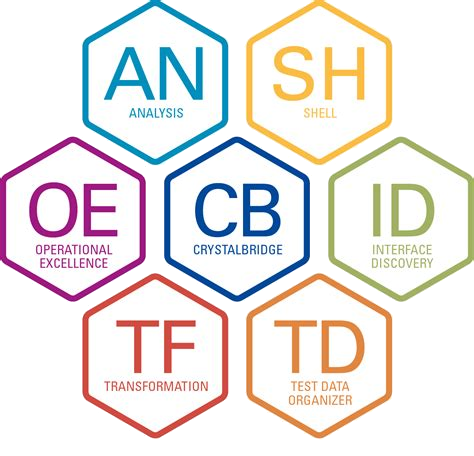 AN
ANALYSIS
SH
SHELL
OE
OPERATIONAL
EXCELLENCE
CB
CRYSTALBRIDGE
ID
INTERFACE
DISCOVERY
TF
TRANSFORMATION
TD
TEST DATA
ORGANIZER